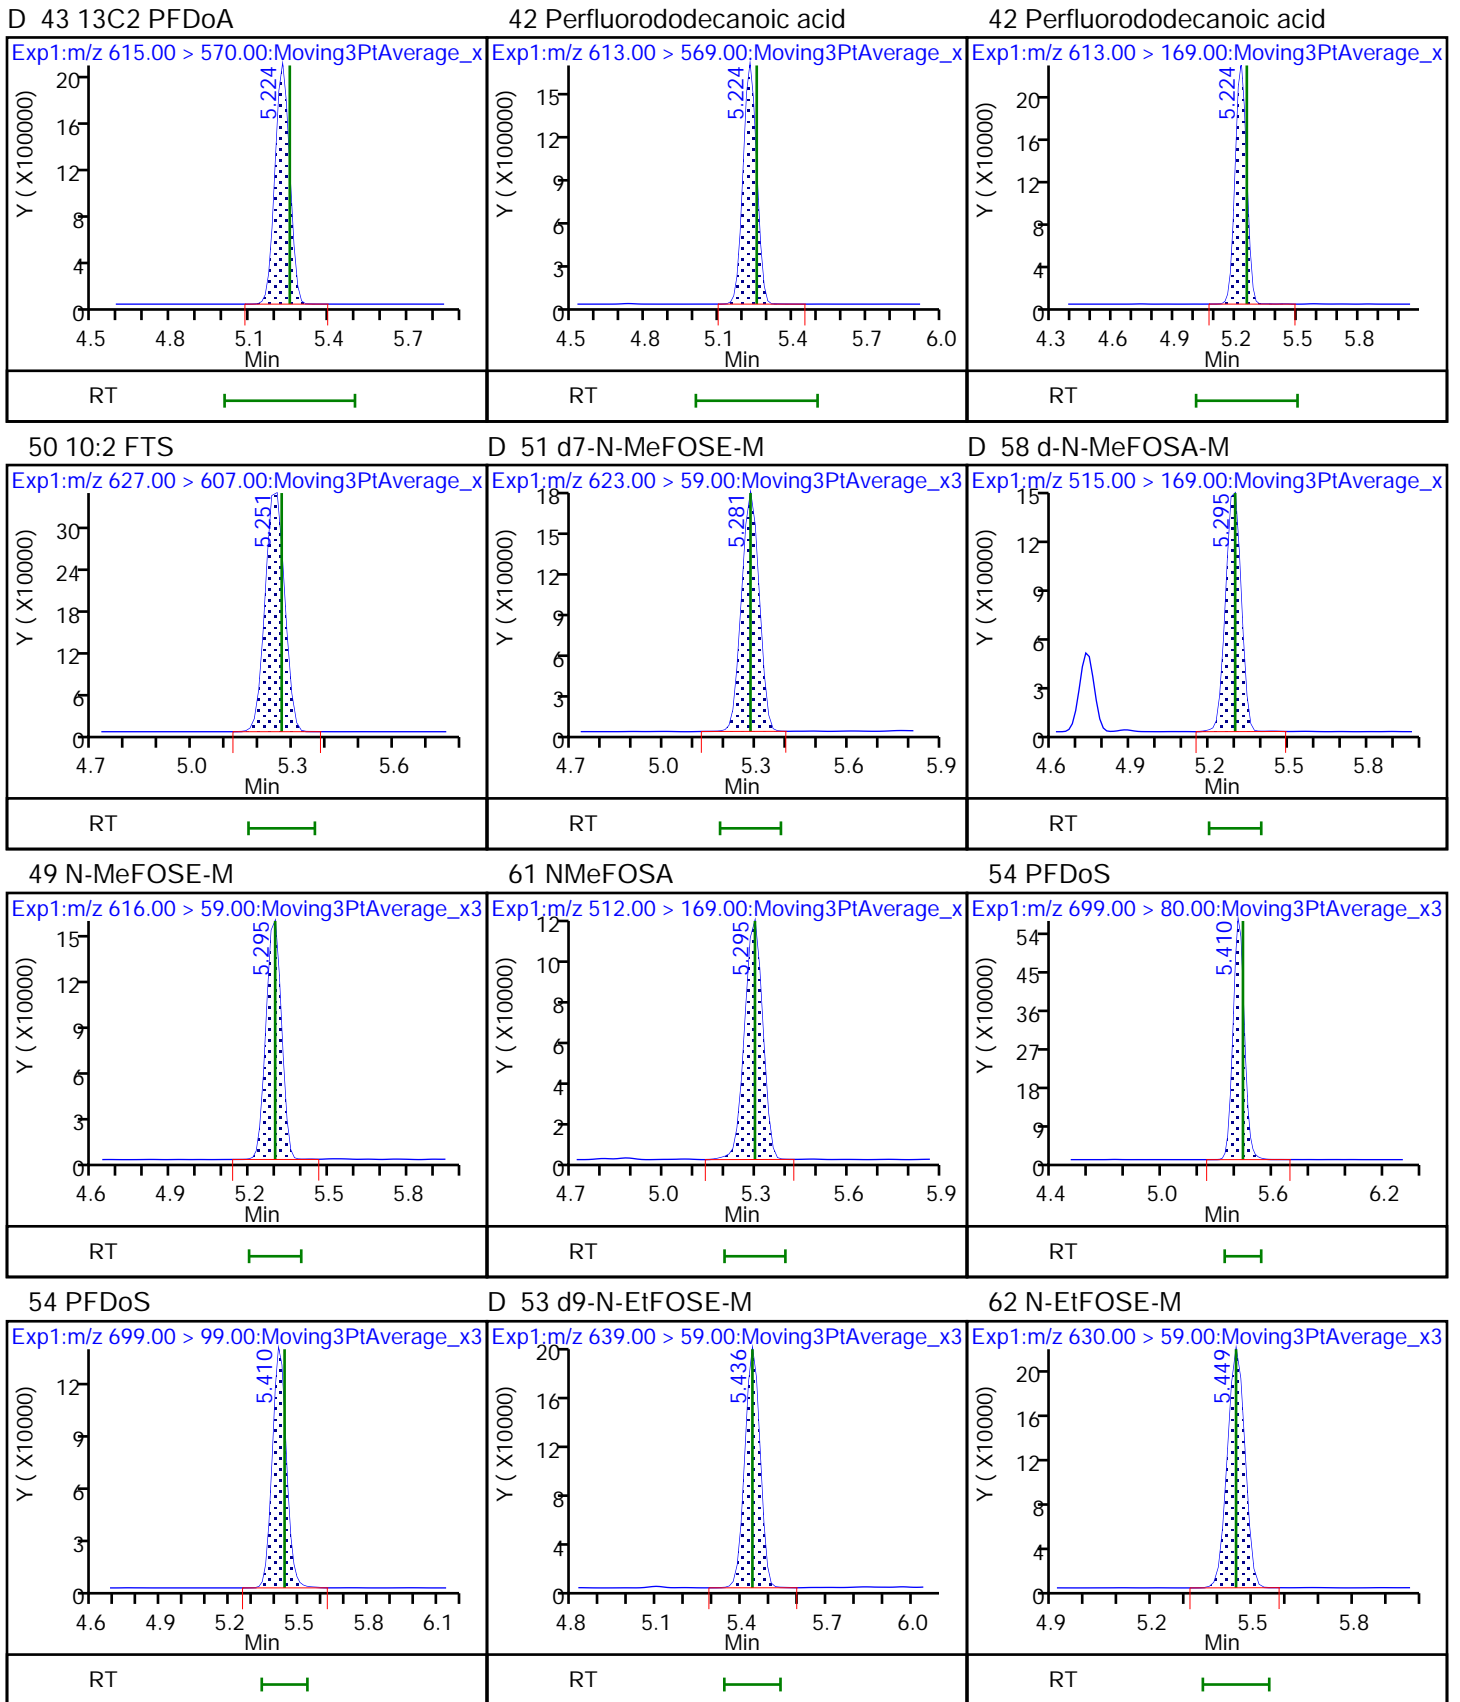 D 43 13C2 PFDoA
Exp1:m/z 615.00 > 570.00:Moving3PtAverage_x
5.224
Y ( X100000)
20
16
12
8
4
0
4.5 4.8 5.1 5.4 5.7
Min
RT
42 Perfluorododecanoic acid
Exp1:m/z 613.00 > 569.00:Moving3PtAverage_x
5.224
Y ( X100000)
15
12
9
6
3
0
4.5 4.8 5.1 5.4 5.7 6.0
Min
RT
42 Perfluorododecanoic acid
Exp1:m/z 613.00 > 169.00:Moving3PtAverage_x
5.224
Y ( X10000)
20
16
12
8
4
0
4.3 4.6 4.9 5.2 5.5 5.8
Min
RT
50 10:2 FTS
Exp1:m/z 627.00 > 607.00:Moving3PtAverage_x
5.251
Y ( X10000)
30
24
18
12
6
0
4.7 5.0 5.3 5.6
Min
RT
D 51 d7-N-MeFOSE-M
Exp1:m/z 623.00 > 59.00:Moving3PtAverage_x3
5.281
Y ( X10000)
18
15
12
9
6
3
0
4.7 5.0 5.3 5.6 5.9
Min
RT
D 58 d-N-MeFOSA-M
Exp1:m/z 515.00 > 169.00:Moving3PtAverage_x
5.295
Y ( X10000)
15
12
9
6
3
0
4.6 4.9 5.2 5.5 5.8
Min
RT
49 N-MeFOSE-M
Exp1:m/z 616.00 > 59.00:Moving3PtAverage_x3
5.295
Y ( X10000)
15
12
9
6
3
0
4.6 4.9 5.2 5.5 5.8
Min
RT
61 NMeFOSA
Exp1:m/z 512.00 > 169.00:Moving3PtAverage_x
5.295
Y ( X10000)
12
10
8
6
4
2
0
4.7 5.0 5.3 5.6 5.9
Min
RT
54 PFDoS
Exp1:m/z 699.00 > 80.00:Moving3PtAverage_x3
5.410
Y ( X10000)
54
45
36
27
18
9
0
4.4 5.0 5.6 6.2
Min
RT
54 PFDoS
Exp1:m/z 699.00 > 99.00:Moving3PtAverage_x3
5.410
Y ( X10000)
12
9
6
3
0
4.6 4.9 5.2 5.5 5.8 6.1
Min
RT
D 53 d9-N-EtFOSE-M
Exp1:m/z 639.00 > 59.00:Moving3PtAverage_x3
5.436
Y ( X10000)
20
16
12
8
4
0
4.8 5.1 5.4 5.7 6.0
Min
RT
62 N-EtFOSE-M
Exp1:m/z 630.00 > 59.00:Moving3PtAverage_x3
5.449
Y ( X10000)
20
16
12
8
4
0
4.9 5.2 5.5 5.8
Min
RT